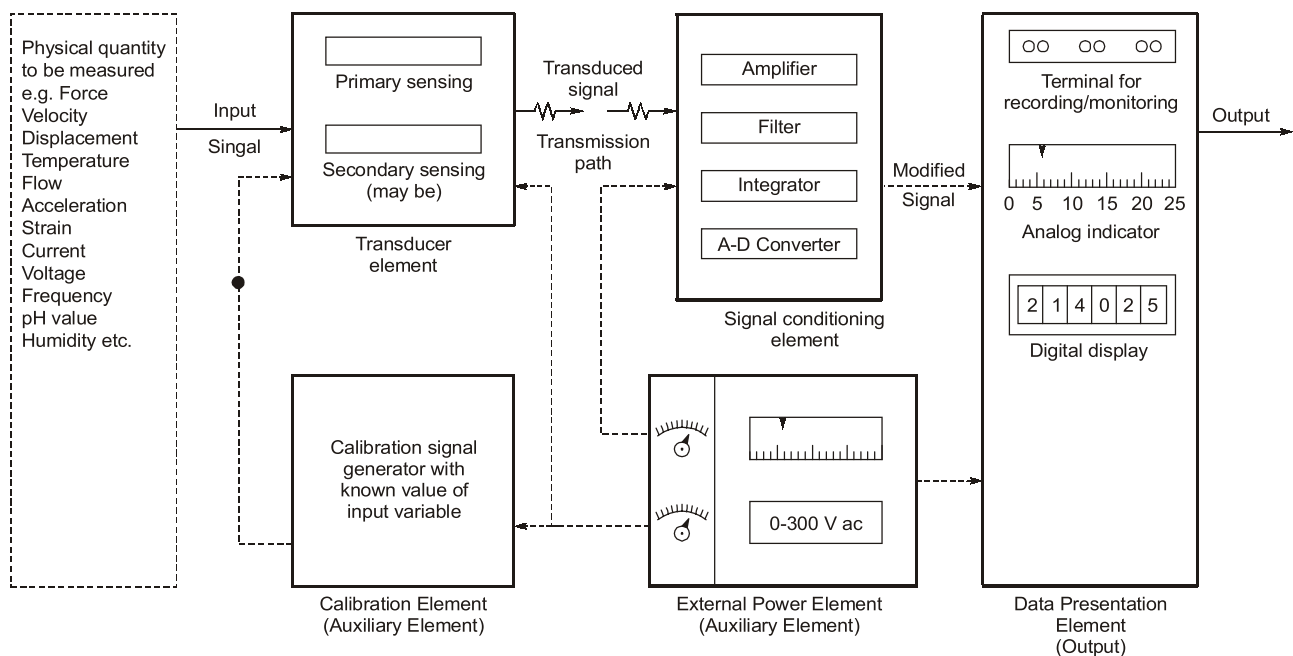 Physical quantity
to be measured
e.g. Force
Velocity
Displacement
Temperature
Flow
Acceleration
Strain
Current
Voltage
Frequency
pH value
Humidity etc.
Input
Singal
Primary sensing
Secondary sensing
(may be)
Transducer
element
Transduced
signal
Transmission
path
Amplifier
Filter
Integrator
A-D Converter
Signal conditioning
element
Modified
Signal
Terminal for
recording/monitoring
0 5 10 15 20 25
Analog indicator
2 1 4 0 2 5
Digital display
Output
Calibration signal
generator with
known value of
input variable
Calibration Element
(Auxiliary Element)
0-300 V ac
External Power Element
(Auxiliary Element)
Data Presentation
Element
(Output)